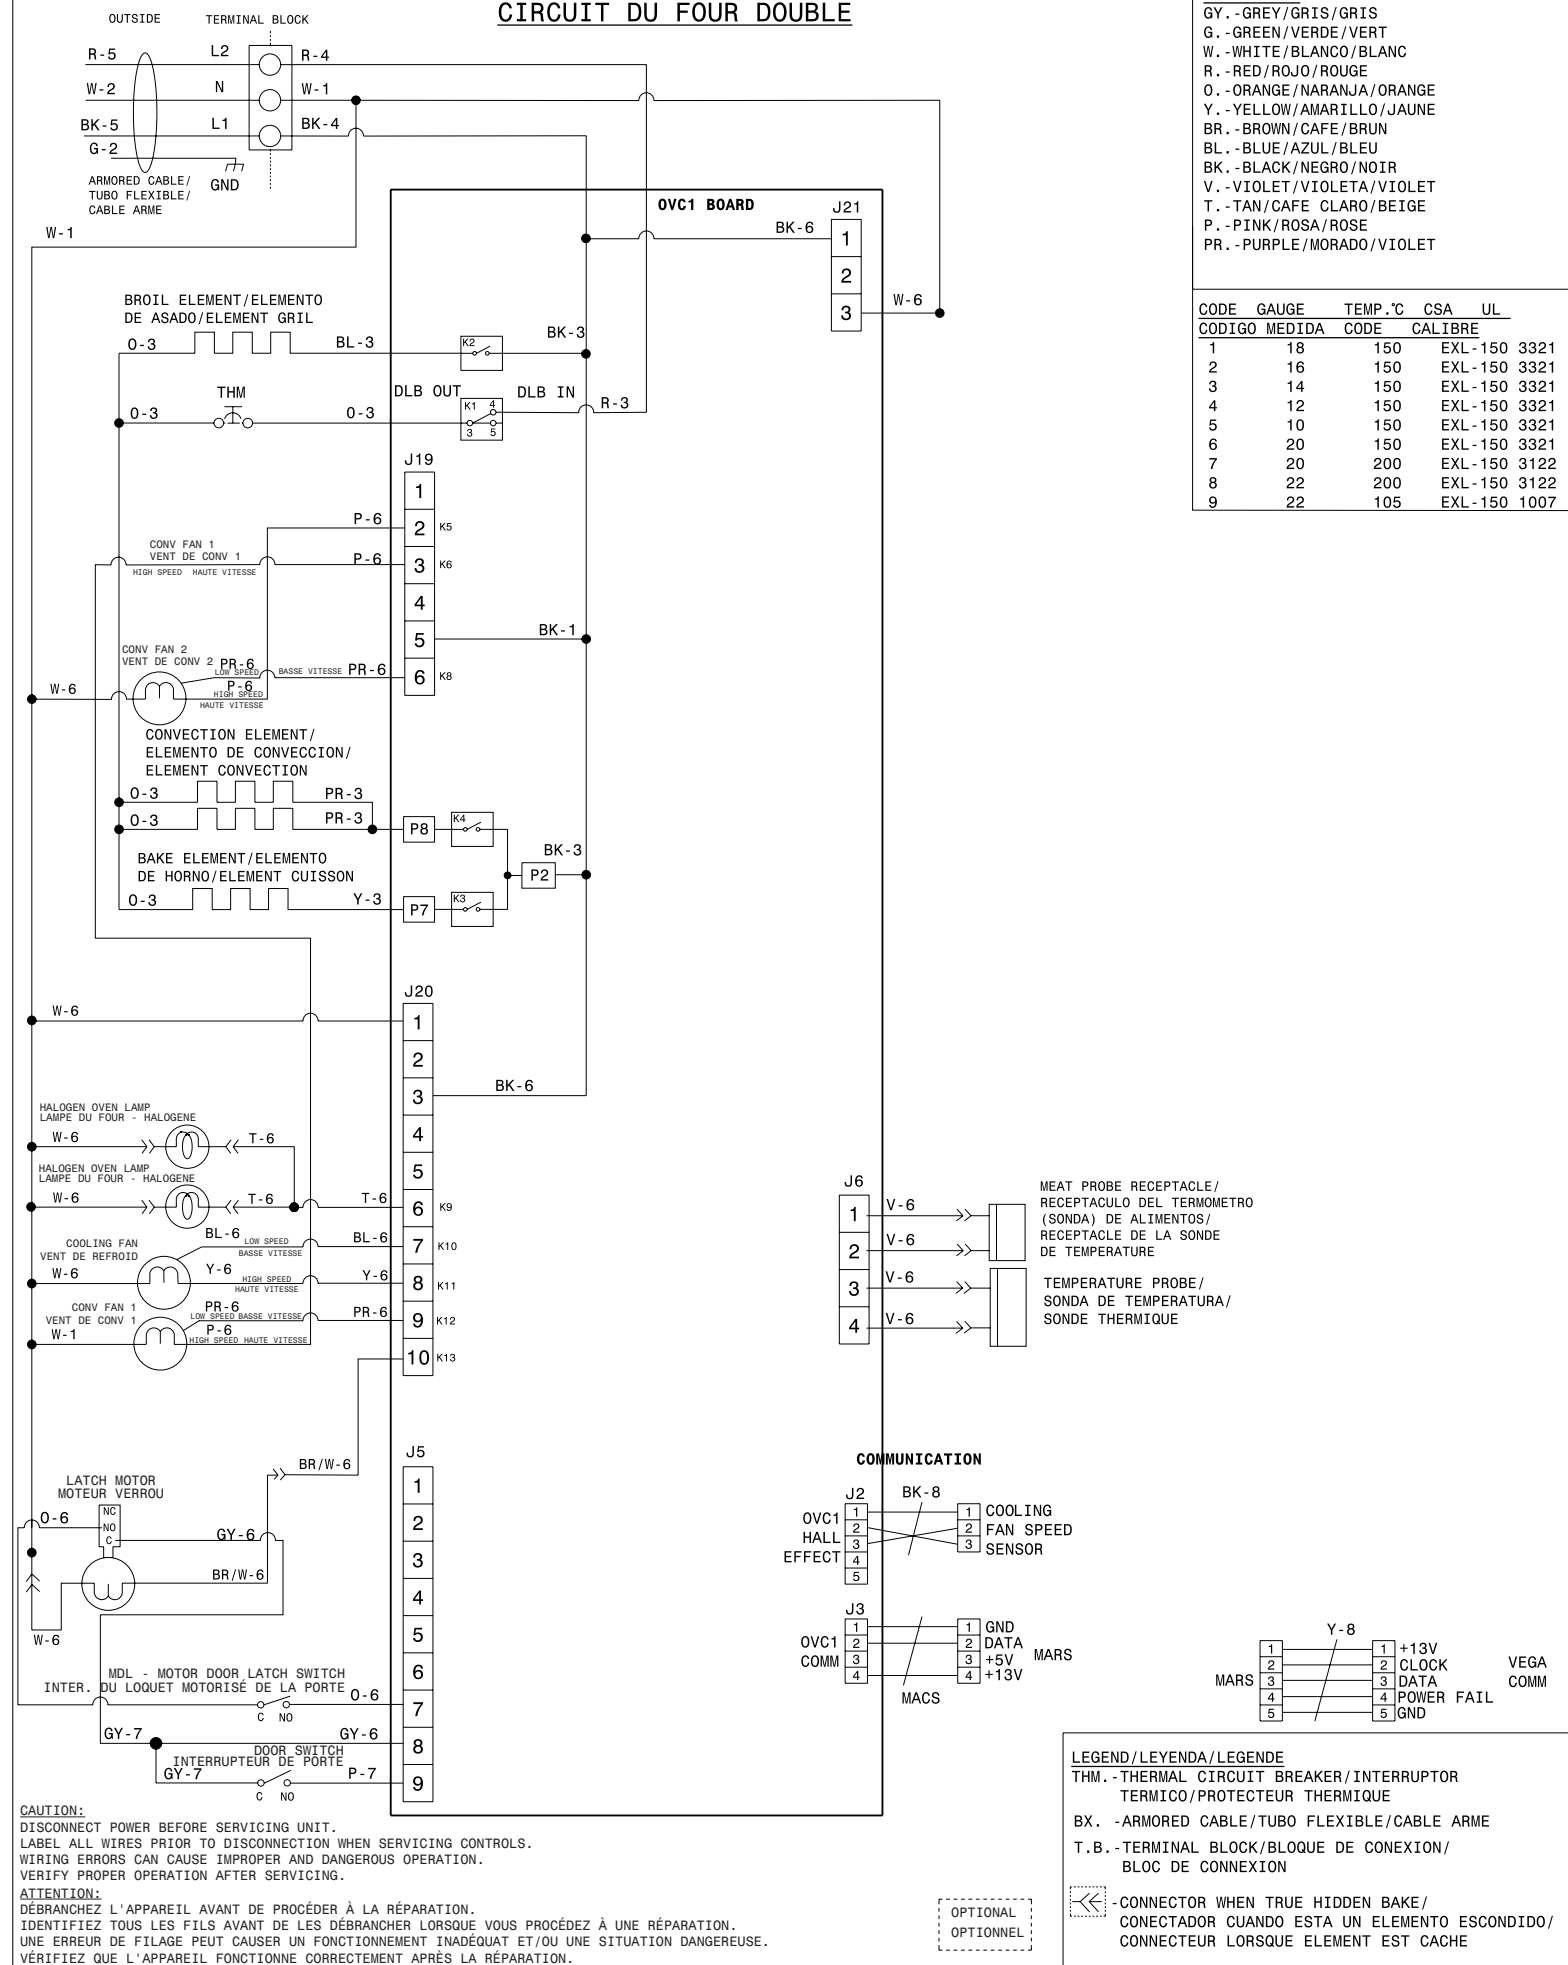 CIRCUIT DU FOUR DOUBLE
OUTSIDE
TERMINAL BLOCK
R-5
L2
R-4
W-2
N
W-1
BK-5
L1
BK-4
G-2
GND
ARMORED CABLE/
TUBO FLEXIBLE/
CABLE ARME
W-1
OVC1 BOARD
J21
BK-6
1
2
3
W-6
BROIL ELEMENT/ELEMENTO
DE ASADO/ELEMENT GRIL
O-3
BL-3
K2
BK-3
THM
DLB OUT
DLB IN
O-3
O-3
K1
4
3
5
R-3
J19
1
P-6
2
K5
CONV FAN 1
VENT DE CONV 1
HIGH SPEED HAUTE VITESSE
P-6
3
K6
4
5
BK-1
CONV FAN 2
VENT DE CONV 2
PR-6
LOW SPEED
BASSE VITESSE
PR-6
6
K8
W-6
P-6
HIGH SPEED
HAUTE VITESSE
CONVECTION ELEMENT/
ELEMENTO DE CONVECCION/
ELEMENT CONVECTION
O-3
PR-3
O-3
PR-3
P8
K4
BK-3
P2
BAKE ELEMENT/ELEMENTO
DE HORNO/ELEMENT CUISSON
O-3
Y-3
P7
K3
J20
W-6
1
2
3
BK-6
4
5
HALOGEN OVEN LAMP
LAMPE DU FOUR - HALOGENE
W-6
T-6
HALOGEN OVEN LAMP
LAMPE DU FOUR - HALOGENE
W-6
T-6
T-6
6
K9
COOLING FAN
VENT DE REFROID
BL-6
LOW SPEED
BASSE VITESSE
BL-6
7
K10
W-6
Y-6
HIGH SPEED
HAUTE VITESSE
Y-6
8
K11
CONV FAN 1
VENT DE CONV 1
PR-6
LOW SPEED BASSE VITESSE
PR-6
9
K12
W-1
P-6
HIGH SPEED HAUTE VITESSE
10
K13
J6
1
V-6
2
V-6
3
V-6
4
V-6
MEAT PROBE RECEPTACLE/
RECEPTACULO DEL TERMOMETRO
(SONDA) DE ALIMENTOS/
RECEPTACLE DE LA SONDE
DE TEMPERATURE
TEMPERATURE PROBE/
SONDA DE TEMPERATURA/
SONDE THERMIQUE
J5
1
2
3
4
5
6
7
8
9
BR/W-6
LATCH MOTOR
MOTEUR VERROU
NC
NO
C
O-6
GY-6
BR/W-6
W-6
MDL - MOTOR DOOR LATCH SWITCH
INTER. DU LOQUET MOTORISÉ DE LA PORTE
C NO
O-6
GY-7
GY-6
DOOR SWITCH
INTERRUPTEUR DE PORTE
GY-7
P-7
C NO
COMMUNICATION
J2
BK-8
OVC1
HALL
EFFECT
1
2
3
4
5
1
2
3
COOLING
FAN SPEED
SENSOR
J3
OVC1
COMM
1
2
3
4
MACS
1 GND
2 DATA
3 +5V
4 +13V
MARS
Y-8
MARS
1
2
3
4
5
1 +13V
2 CLOCK
3 DATA
4 POWER FAIL
5 GND
VEGA
COMM
GY.-GREY/GRIS/GRIS
G.-GREEN/VERDE/VERT
W.-WHITE/BLANCO/BLANC
R.-RED/ROJO/ROUGE
O.-ORANGE/NARANJA/ORANGE
Y.-YELLOW/AMARILLO/JAUNE
BR.-BROWN/CAFE/BRUN
BL.-BLUE/AZUL/BLEU
BK.-BLACK/NEGRO/NOIR
V.-VIOLET/VIOLETA/VIOLET
T.-TAN/CAFE CLARO/BEIGE
P.-PINK/ROSA/ROSE
PR.-PURPLE/MORADO/VIOLET
CODE GAUGE TEMP.°C CSA UL
CODIGO MEDIDA CODE CALIBRE
1 18 150 EXL-150 3321
2 16 150 EXL-150 3321
3 14 150 EXL-150 3321
4 12 150 EXL-150 3321
5 10 150 EXL-150 3321
6 20 150 EXL-150 3321
7 20 200 EXL-150 3122
8 22 200 EXL-150 3122
9 22 105 EXL-150 1007
CAUTION:
DISCONNECT POWER BEFORE SERVICING UNIT.
LABEL ALL WIRES PRIOR TO DISCONNECTION WHEN SERVICING CONTROLS.
WIRING ERRORS CAN CAUSE IMPROPER AND DANGEROUS OPERATION.
VERIFY PROPER OPERATION AFTER SERVICING.
ATTENTION:
DÉBRANCHEZ L'APPAREIL AVANT DE PROCÉDER À LA RÉPARATION.
IDENTIFIEZ TOUS LES FILS AVANT DE LES DÉBRANCHER LORSQUE VOUS PROCÉDEZ À UNE RÉPARATION.
UNE ERREUR DE FILAGE PEUT CAUSER UN FONCTIONNEMENT INADÉQUAT ET/OU UNE SITUATION DANGEREUSE.
VÉRIFIEZ QUE L'APPAREIL FONCTIONNE CORRECTEMENT APRÈS LA RÉPARATION.
OPTIONAL
OPTIONNEL
LEGEND/LEYENDA/LEGENDE
THM.-THERMAL CIRCUIT BREAKER/INTERRUPTOR
TERMICO/PROTECTEUR THERMIQUE
BX. -ARMORED CABLE/TUBO FLEXIBLE/CABLE ARME
T.B.-TERMINAL BLOCK/BLOQUE DE CONEXION/
BLOC DE CONNEXION
-CONNECTOR WHEN TRUE HIDDEN BAKE/
CONECTADOR CUANDO ESTA UN ELEMENTO ESCONDIDO/
CONNECTEUR LORSQUE ELEMENT EST CACHE